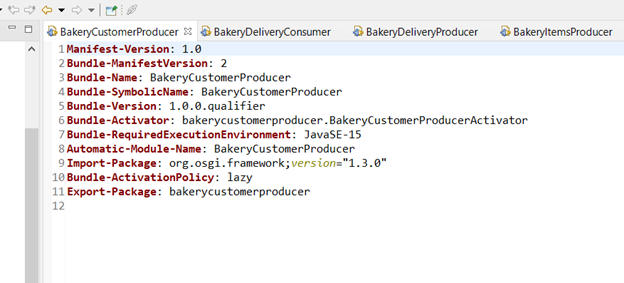 BakeryCustomerProducer BakeryDeliveryConsumer BakeryDeliveryProducer BakeryItemsProducer
1 Manifest-Version: 1.0
2 Bundle-ManifestVersion: 2
3 Bundle-Name: BakeryCustomerProducer
4 Bundle-SymbolicName: BakeryCustomerProducer
5 Bundle-Version: 1.0.0.qualifier
6 Bundle-Activator: bakerycustomerproducer.BakeryCustomerProducerActivator
7 Bundle-RequiredExecutionEnvironment: JavaSE-15
8 Automatic-Module-Name: BakeryCustomerProducer
9 Import-Package: org.osgi.framework;version="1.3.0"
10 Bundle-ActivationPolicy: lazy
11 Export-Package: bakerycustomerproducer
12